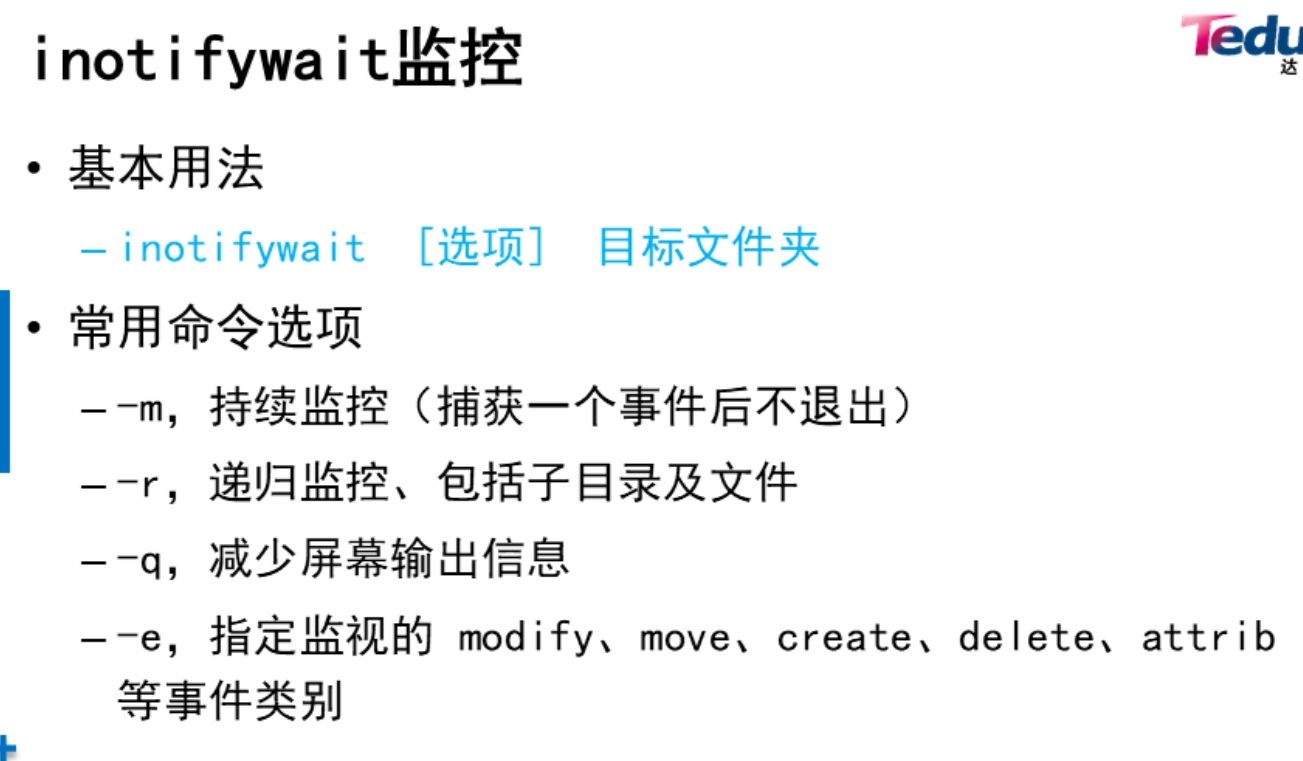 inotifywait监控
Tedu
达
• 基本用法
– inotifywait [选项] 目标文件夹
• 常用命令选项
– -m，持续监控（捕获一个事件后不退出）
– -r，递归监控、包括子目录及文件
– -q，减少屏幕输出信息
– -e，指定监视的 modify、move、create、delete、attrib
等事件类别